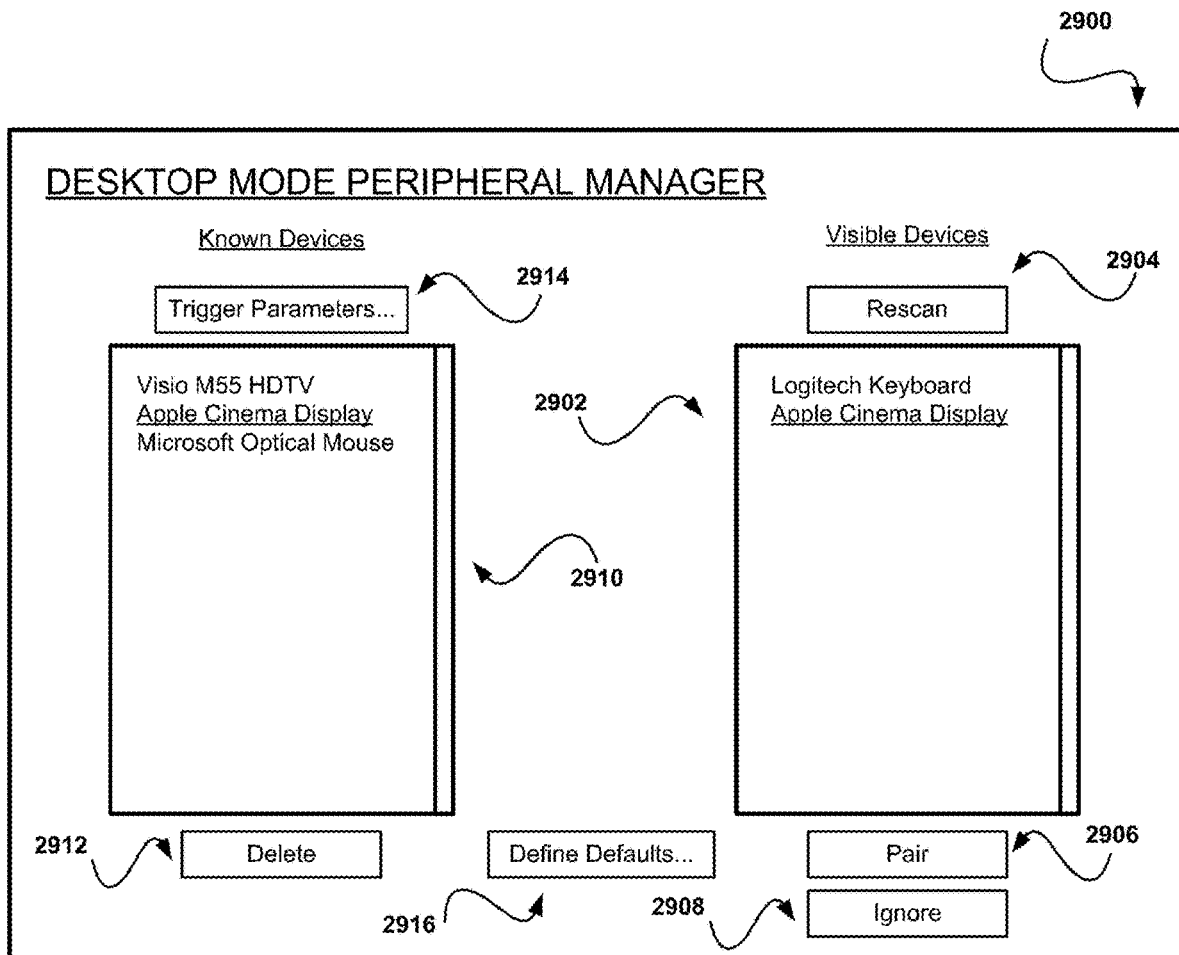 2900
DESKTOP MODE PERIPHERAL MANAGER
Known Devices
Visible Devices
2914
2904
Trigger Parameters...
Rescan
Visio M55 HDTV
Apple Cinema Display
Microsoft Optical Mouse
2902
Logitech Keyboard
Apple Cinema Display
2910
2912
Delete
Define Defaults...
Pair
2906
2916
2908
Ignore